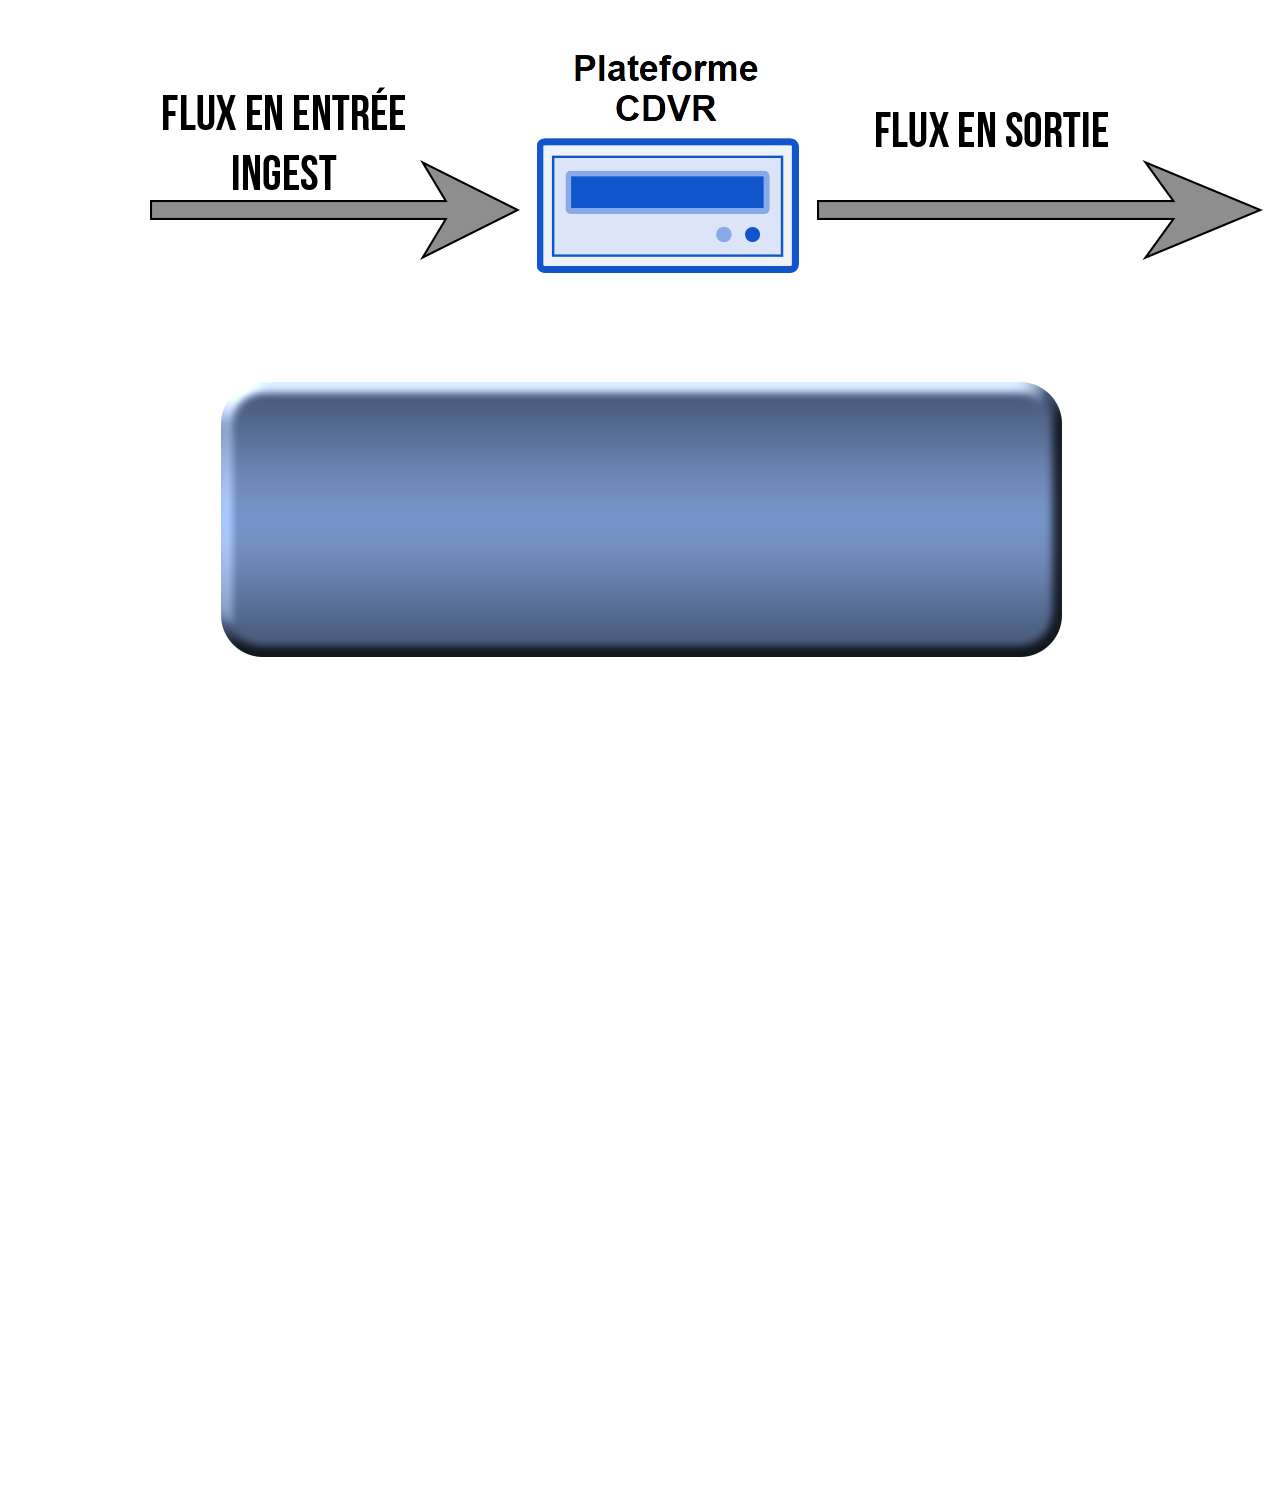 Plateforme
CDVR
FLUX EN ENTRÉE
INGEST
FLUX EN SORTIE